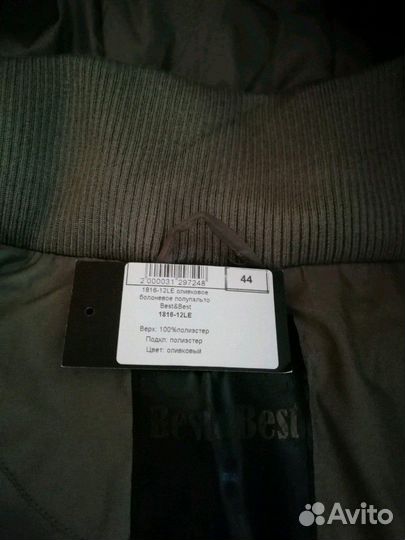 2 000031 297248
44
1816-12LE оливковое
болоневое полупальто
Best&Best
1816-12LE
Верх: 100%полиэстер
Подкл: полиэстер
Цвет: оливковый
Best&Best
Avito